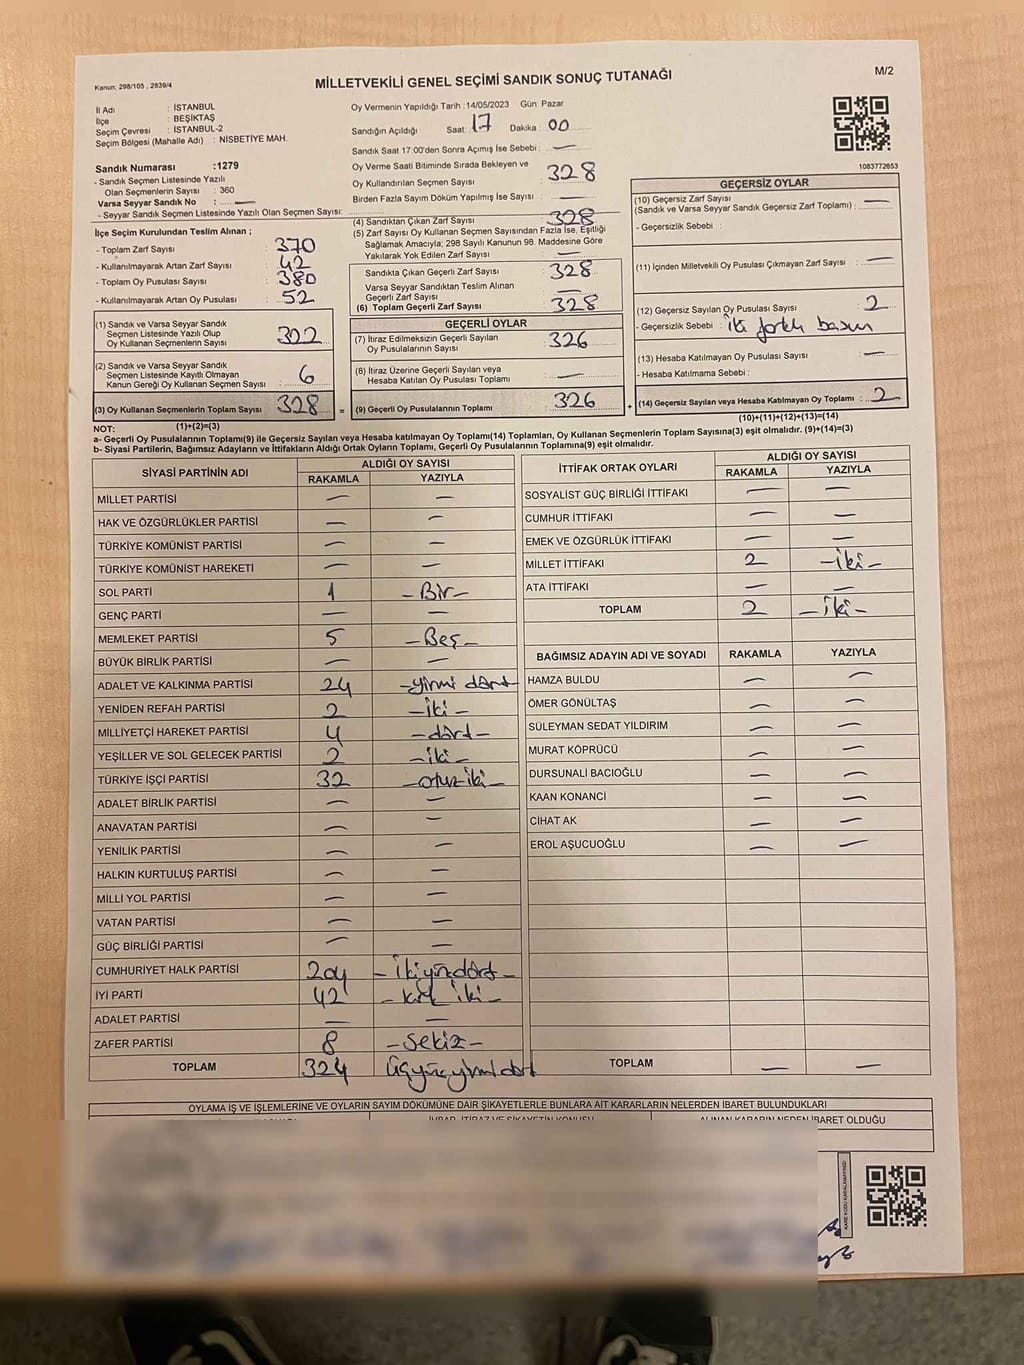 Kanun: 298/105 , 2839/4
MİLLETVEKİLİ GENEL SEÇİMİ SANDIK SONUÇ TUTANAĞI
M/2
İl Adı : İSTANBUL
İlçe : BEŞİKTAŞ
Seçim Çevresi : İSTANBUL-2
Seçim Bölgesi (Mahalle Adı) : NİSBETİYE MAH.
Sandık Numarası :1279
- Sandık Seçmen Listesinde Yazılı
Olan Seçmenlerin Sayısı : 360
Varsa Seyyar Sandık No : —
- Seyyar Sandık Seçmen Listesinde Yazılı Olan Seçmen Sayısı:
Oy Vermenin Yapıldığı Tarih : 14/05/2023 Gün: Pazar
Sandığın Açıldığı Saat: 17 Dakika : 00
Sandık Saat 17:00'den Sonra Açımış İse Sebebi : —
Oy Verme Saati Bitiminde Sırada Bekleyen ve
Oy Kullandırılan Seçmen Sayısı : 328
Birden Fazla Sayım Döküm Yapılmış İse Sayısı : —
1083772653
İlçe Seçim Kurulundan Teslim Alınan ;
- Toplam Zarf Sayısı : 370
- Kullanılmayarak Artan Zarf Sayısı : 42
- Toplam Oy Pusulası Sayısı : 380
- Kullanılmayarak Artan Oy Pusulası : 52
(1) Sandık ve Varsa Seyyar Sandık
Seçmen Listesinde Yazılı Olup
Oy Kullanan Seçmenlerin Sayısı : 322
(2) Sandık ve Varsa Seyyar Sandık
Seçmen Listesinde Kayıtlı Olmayan
Kanun Gereği Oy Kullanan Seçmen Sayısı : 6
(3) Oy Kullanan Seçmenlerin Toplam Sayısı : 328
(1)+(2)=(3)
(4) Sandıktan Çıkan Zarf Sayısı : 328
(5) Zarf Sayısı Oy Kullanan Seçmen Sayısından Fazla İse, Eşitliği
Sağlamak Amacıyla; 298 Sayılı Kanunun 98. Maddesine Göre
Yakılarak Yok Edilen Zarf Sayısı : —
Sandıkta Çıkan Geçerli Zarf Sayısı : 328
Varsa Seyyar Sandıktan Teslim Alınan
Geçerli Zarf Sayısı : —
(6) Toplam Geçerli Zarf Sayısı : 328
GEÇERLİ OYLAR
(7) İtiraz Edilmeksizin Geçerli Sayılan
Oy Pusulalarının Sayısı : 326
(8) İtiraz Üzerine Geçerli Sayılan veya
Hesaba Katılan Oy Pusulası Toplamı : —
= (9) Geçerli Oy Pusulalarının Toplamı : 326
GEÇERSİZ OYLAR
(10) Geçersiz Zarf Sayısı
(Sandık ve Varsa Seyyar Sandık Geçersiz Zarf Toplamı) : —
- Geçersizlik Sebebi :
(11) İçinden Milletvekili Oy Pusulası Çıkmayan Zarf Sayısı : —
(12) Geçersiz Sayılan Oy Pusulası Sayısı : 2
- Geçersizlik Sebebi : iki farklı basım
(13) Hesaba Katılmayan Oy Pusulası Sayısı : —
- Hesaba Katılmama Sebebi :
+ (14) Geçersiz Sayılan veya Hesaba Katılmayan Oy Toplamı : 2
(10)+(11)+(12)+(13)=(14)
NOT:
a- Geçerli Oy Pusulalarının Toplamı(9) ile Geçersiz Sayılan veya Hesaba katılmayan Oy Toplamı(14) Toplamları, Oy Kullanan Seçmenlerin Toplam Sayısına(3) eşit olmalıdır. (9)+(14)=(3)
b- Siyasi Partilerin, Bağımsız Adayların ve İttifakların Aldığı Ortak Oyların Toplamı, Geçerli Oy Pusulalarının Toplamına(9) eşit olmalıdır.
SİYASİ PARTİNİN ADI ALDIĞI OY SAYISI
RAKAMLA YAZIYLA
MİLLET PARTİSİ — —
HAK VE ÖZGÜRLÜKLER PARTİSİ — —
TÜRKİYE KOMÜNİST PARTİSİ — —
TÜRKİYE KOMÜNİST HAREKETİ — —
SOL PARTİ 1 -Bir-
GENÇ PARTİ — —
MEMLEKET PARTİSİ 5 -Beş-
BÜYÜK BİRLİK PARTİSİ — —
ADALET VE KALKINMA PARTİSİ 24 -yirmi dört
YENİDEN REFAH PARTİSİ 2 -iki-
MİLLİYETÇİ HAREKET PARTİSİ 4 -dört-
YEŞİLLER VE SOL GELECEK PARTİSİ 2 -iki-
TÜRKİYE İŞÇİ PARTİSİ 32 -otuz iki-
ADALET BİRLİK PARTİSİ — —
ANAVATAN PARTİSİ — —
YENİLİK PARTİSİ — —
HALKIN KURTULUŞ PARTİSİ — —
MİLLİ YOL PARTİSİ — —
VATAN PARTİSİ — —
GÜÇ BİRLİĞİ PARTİSİ — —
CUMHURİYET HALK PARTİSİ 204 -ikiyüzdört-
İYİ PARTİ 42 -kırk iki-
ADALET PARTİSİ — —
ZAFER PARTİSİ 8 -sekiz-
TOPLAM 324 üçyüzyirmidört
İTTİFAK ORTAK OYLARI ALDIĞI OY SAYISI
RAKAMLA YAZIYLA
SOSYALİST GÜÇ BİRLİĞİ İTTİFAKI — —
CUMHUR İTTİFAKI — —
EMEK VE ÖZGÜRLÜK İTTİFAKI — —
MİLLET İTTİFAKI 2 -iki-
ATA İTTİFAKI — —
TOPLAM 2 -iki-
BAĞIMSIZ ADAYIN ADI VE SOYADI RAKAMLA YAZIYLA
HAMZA BULDU — —
ÖMER GÖNÜLTAŞ — —
SÜLEYMAN SEDAT YILDIRIM — —
MURAT KÖPRÜCÜ — —
DURSUNALİ BACIOĞLU — —
KAAN KONANCİ — —
CİHAT AK — —
EROL AŞUCUOĞLU — —
TOPLAM — —
OYLAMA İŞ VE İŞLEMLERİNE VE OYLARIN SAYIM DÖKÜMÜNE DAİR ŞİKAYETLERLE BUNLARA AİT KARARLARIN NELERDEN İBARET BULUNDUKLARI
İHBAR, İTİRAZ VE ŞİKAYETİN KONUSU ALINAN KARARIN NEDEN İBARET OLDUĞU
KARE KODU KARALAMAYINIZ!